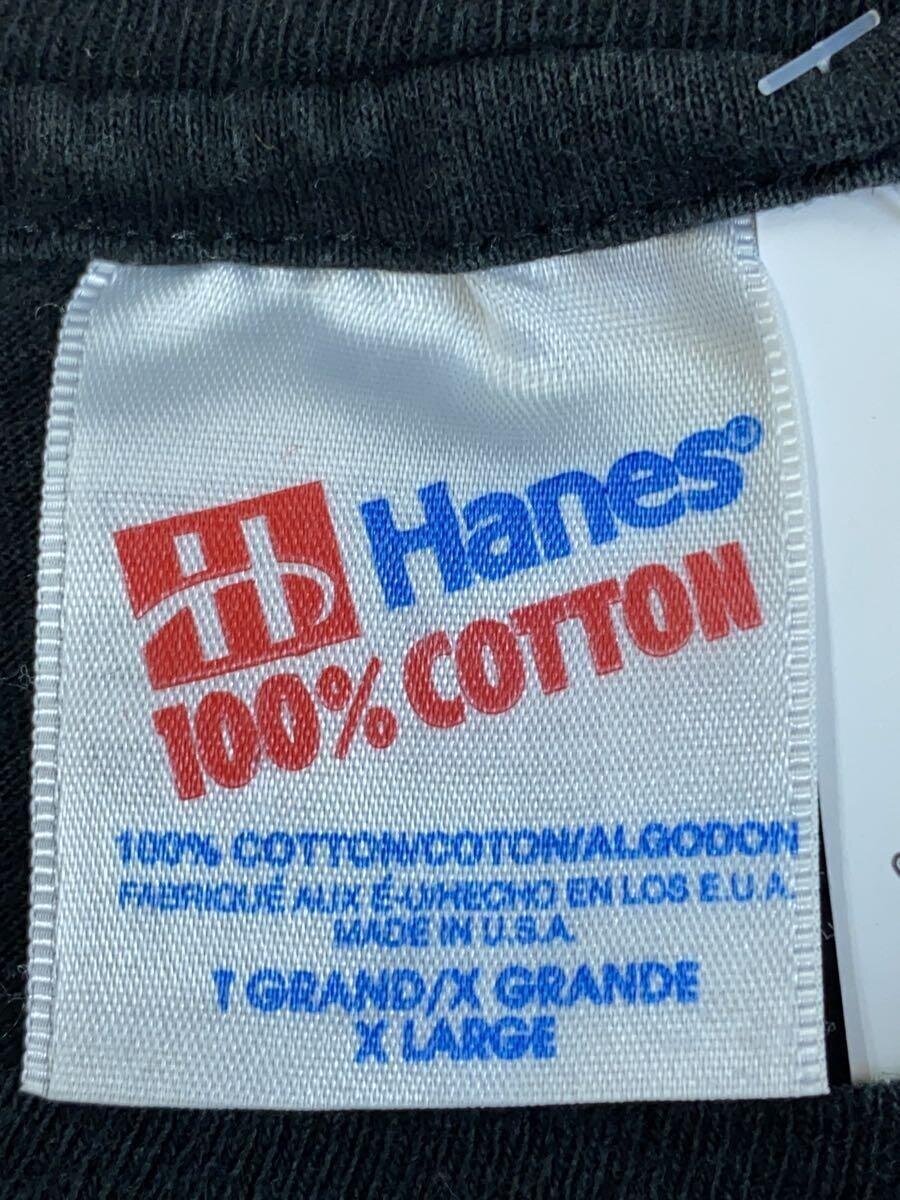 Hanes®
100% COTTON
100% COTTON/COTON/ALGODON
FABRIQUÉ AUX É-U/HECHO EN LOS E.U.A.
MADE IN U.S.A.
T GRAND/X GRANDE
X LARGE